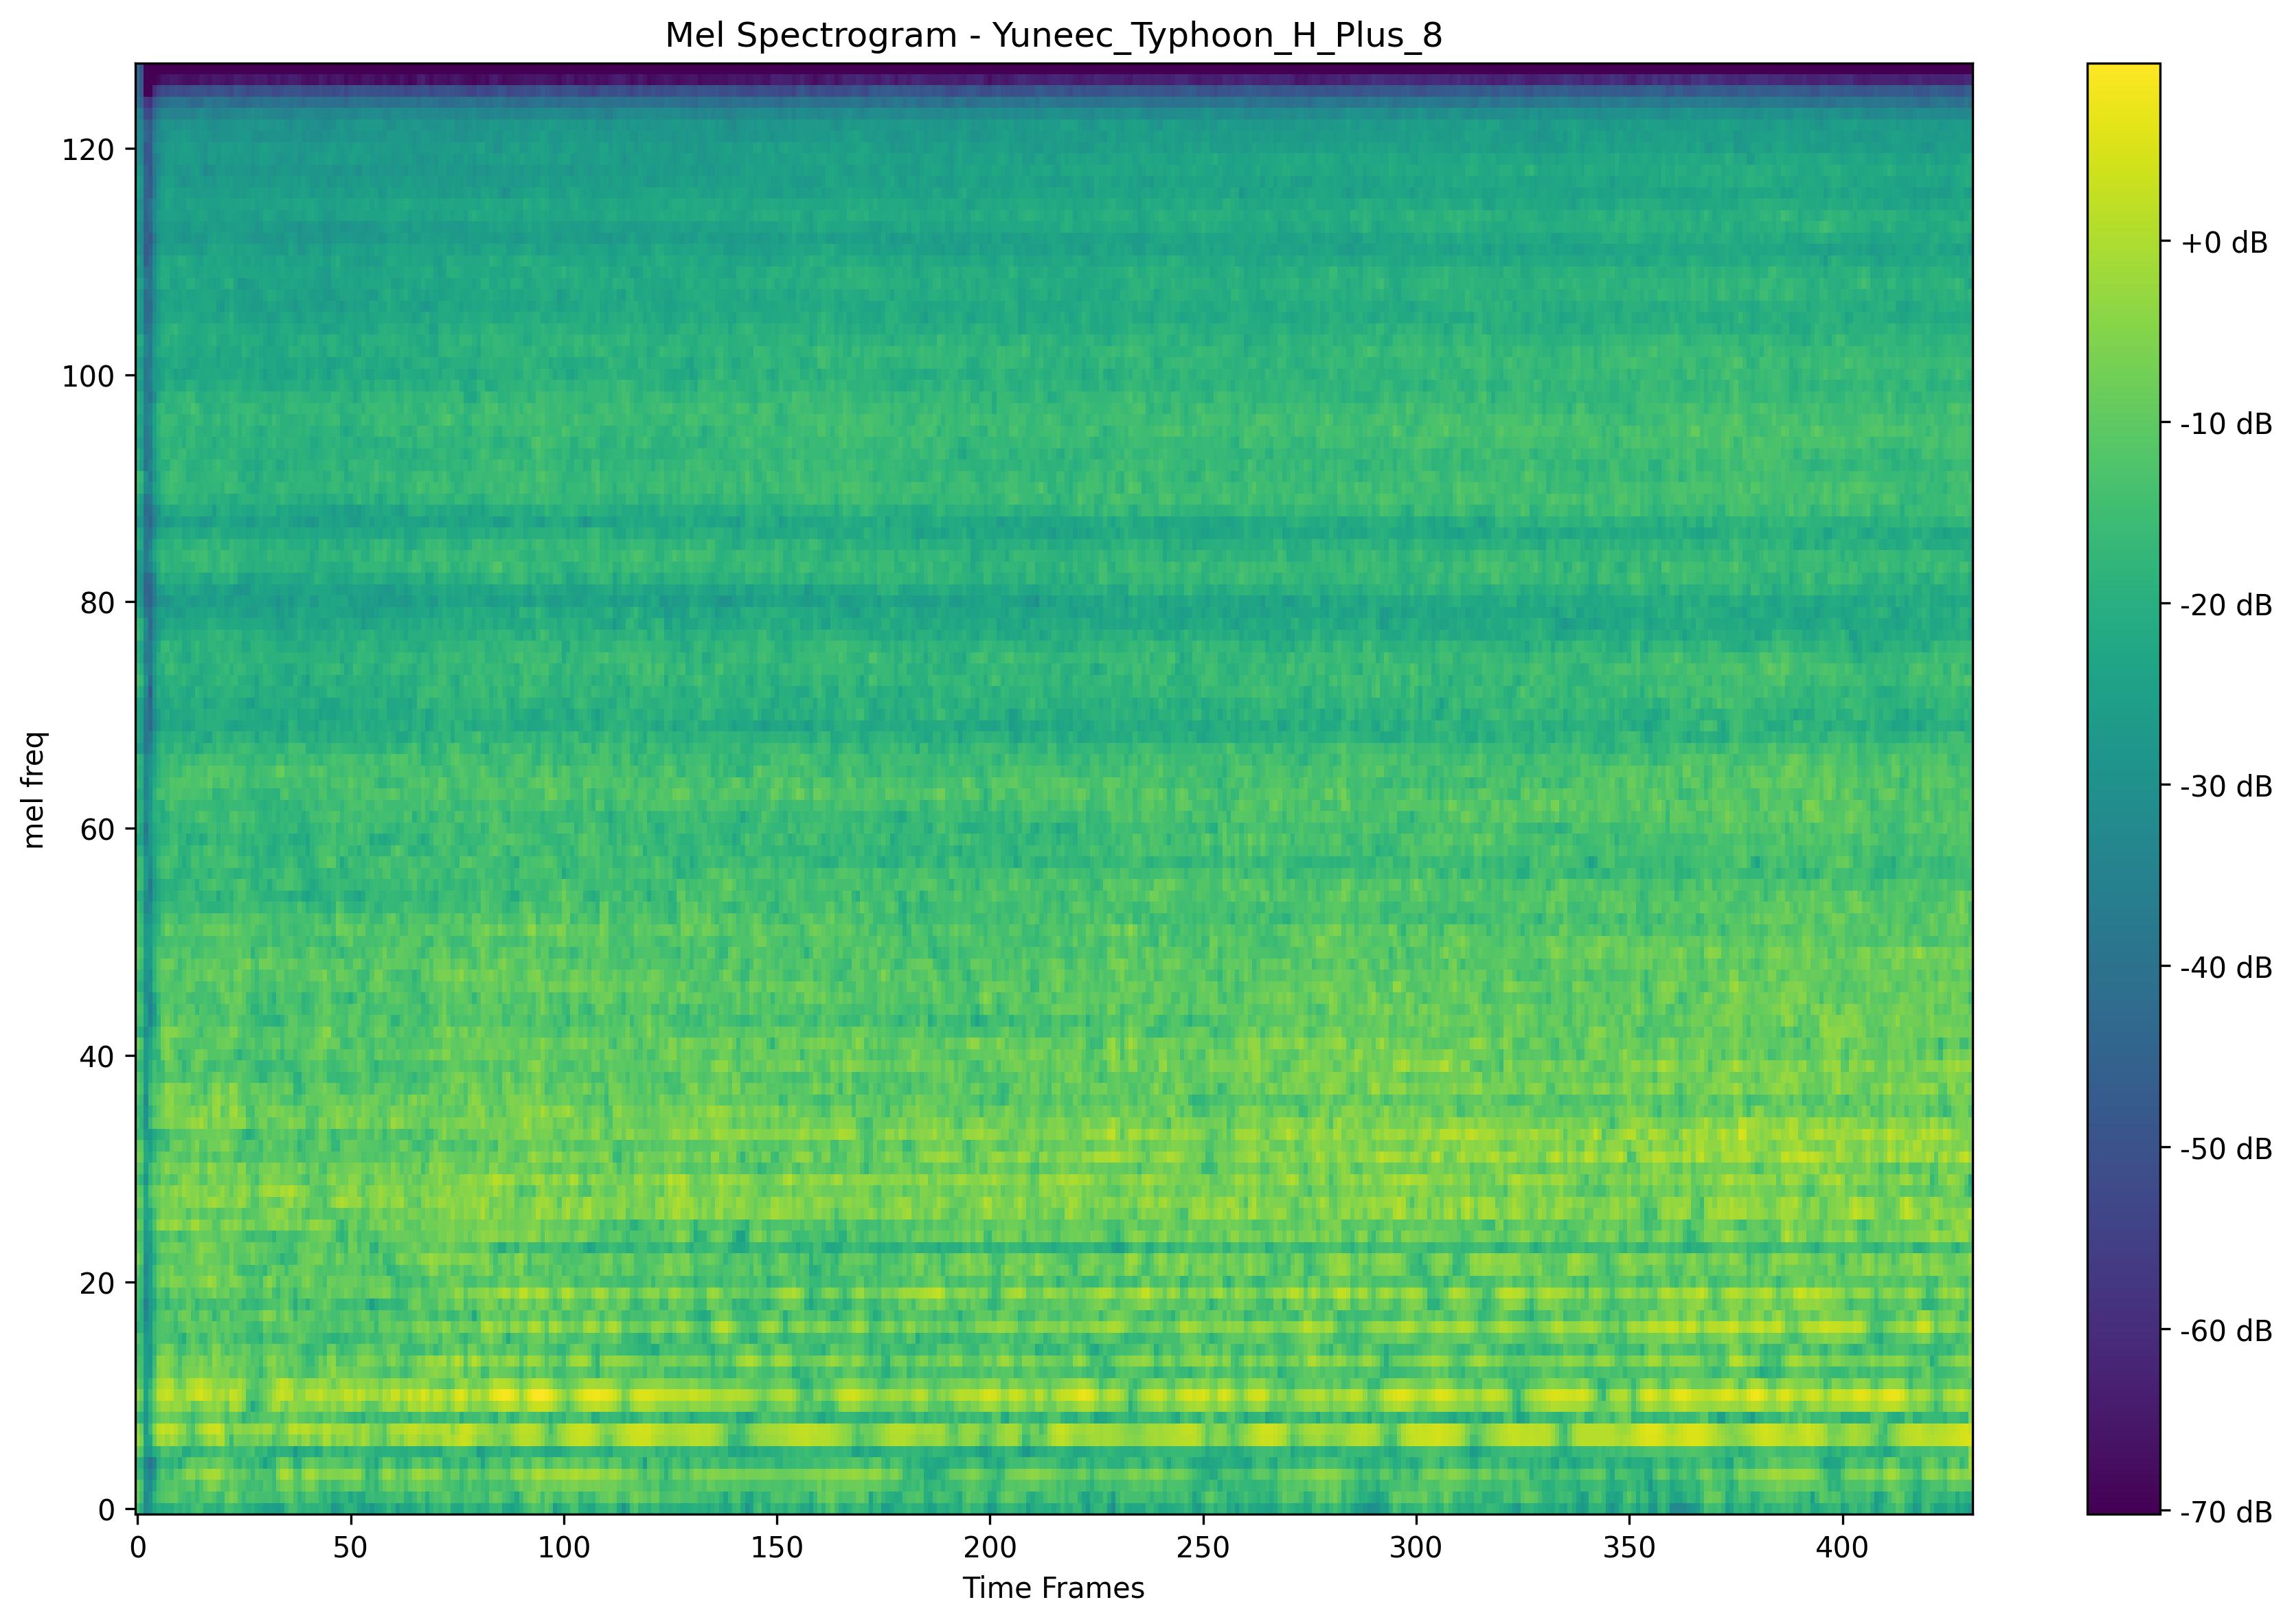 Mel Spectrogram - Yuneec_Typhoon_H_Plus_8
mel freq
120
100
80
60
40
20
0
0 50 100 150 200 250 300 350 400
Time Frames
+0 dB
-10 dB
-20 dB
-30 dB
-40 dB
-50 dB
-60 dB
-70 dB